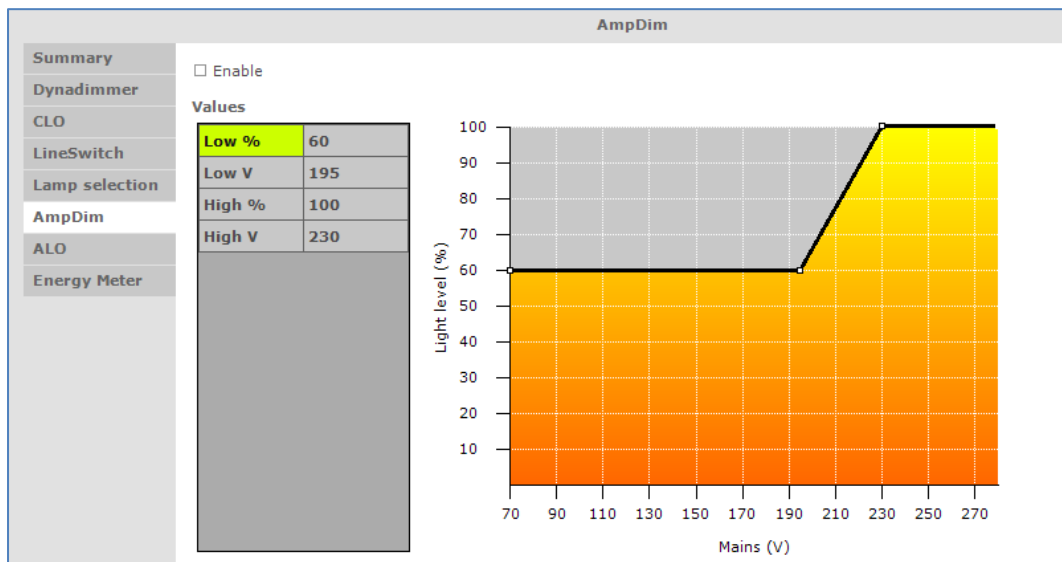 AmpDim
Summary
Dynadimmer
CLO
LineSwitch
Lamp selection
AmpDim
ALO
Energy Meter
Enable
Values
Low % 60
Low V 195
High % 100
High V 230
Light level (%)
100
90
80
70
60
50
40
30
20
10
70 90 110 130 150 170 190 210 230 250 270
Mains (V)